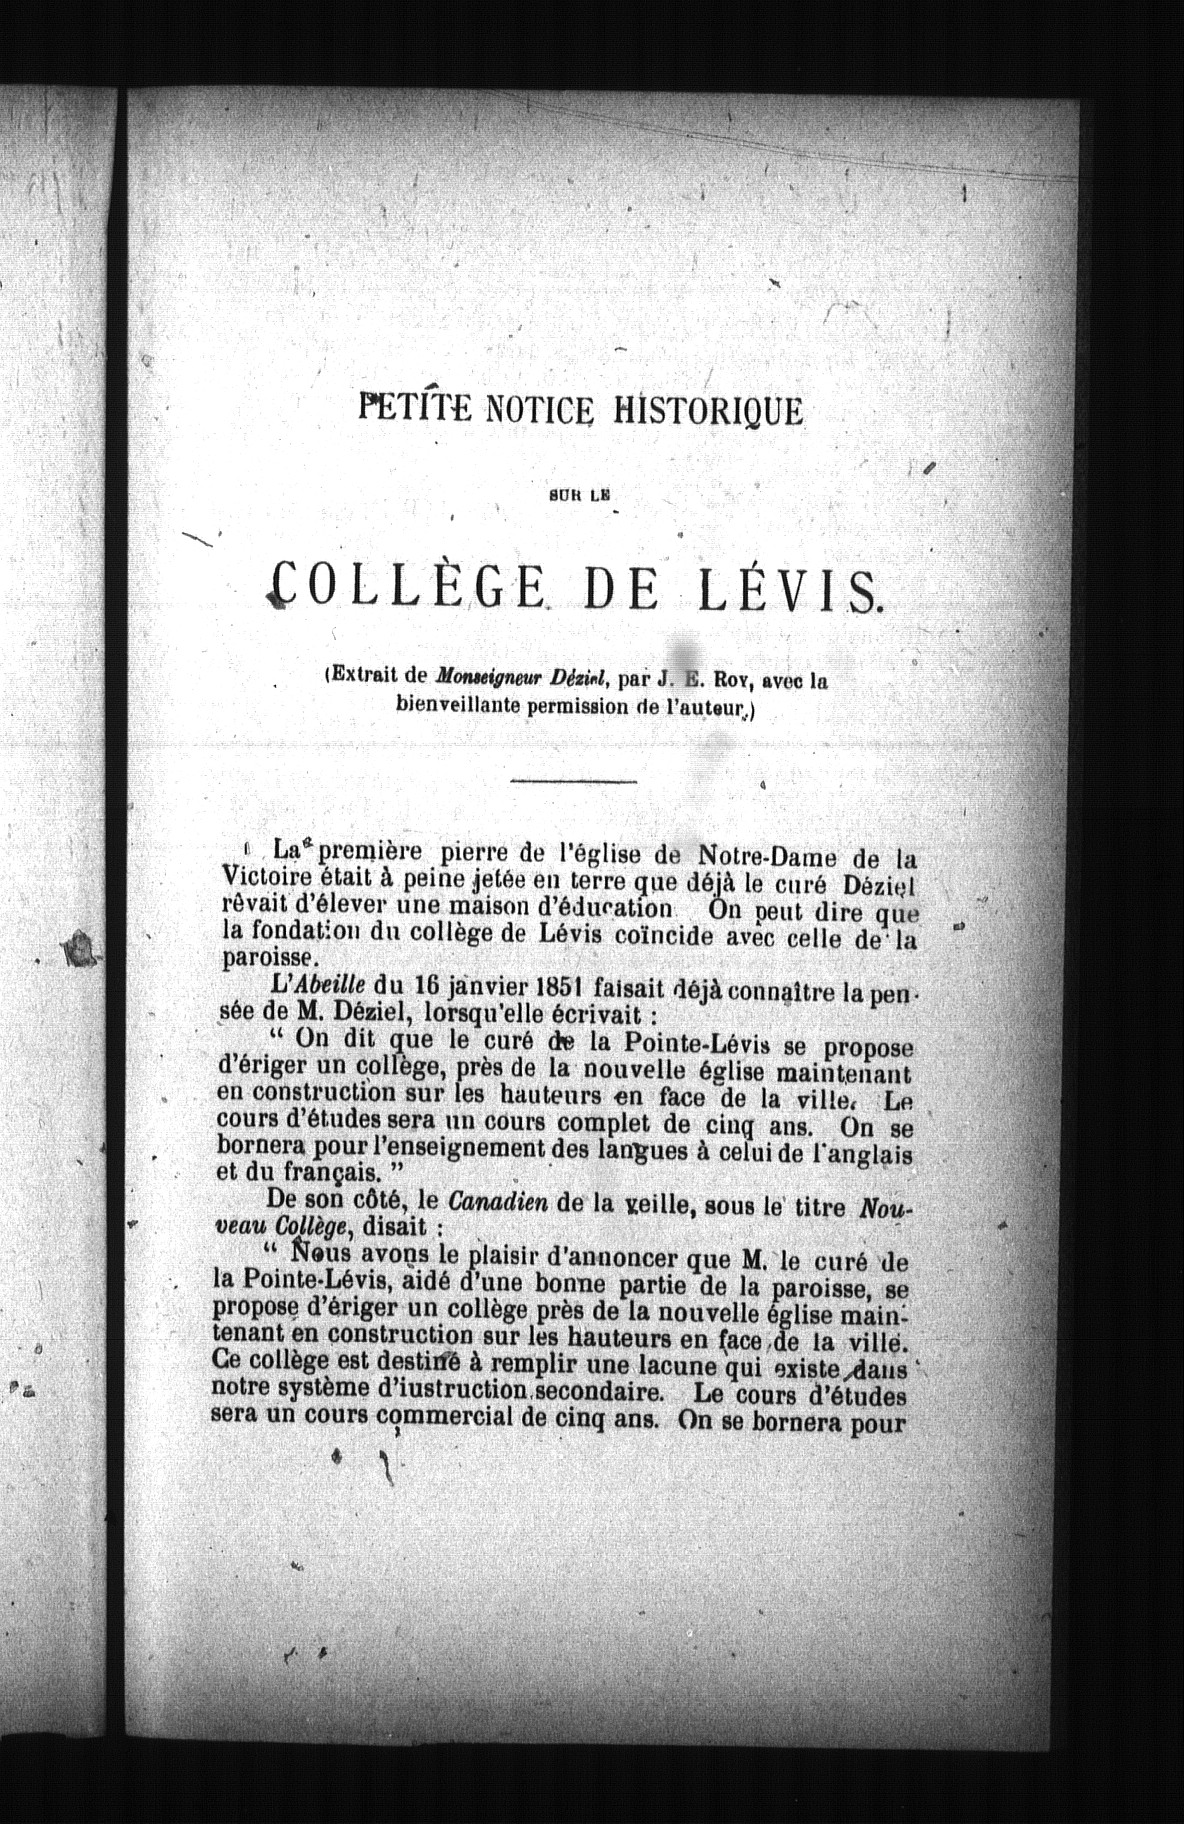 PETITE NOTICE HISTORIQUE
SUR LE
COLLÈGE DE LÉVIS.
(Extrait de Monseigneur Déziel, par J. E. ROY, avec la
bienveillante permission de l'auteur.)
La première pierre de l'église de Notre-Dame de la
Victoire était à peine jetée en terre que déjà le curé Déziel
rêvait d'élever une maison d'éducation On peut dire que
la fondation du collège de Lévis coïncide avec celle de la
paroisse.
L'Abeille du 16 janvier 1851 faisait déjà connaître la pen-
sée de M. Déziel, lorsqu'elle écrivait :
“ On dit que le curé de la Pointe-Lévis se propose
d'ériger un collège, près de la nouvelle église maintenant
en construction sur les hauteurs en face de la ville. Le
cours d'études sera un cours complet de cinq ans. On se
bornera pour l'enseignement des langues à celui de l'anglais
et du français. ”
De son côté, le Canadien de la veille, sous le titre Nou-
veau Collège, disait :
“ Nous avons le plaisir d'annoncer que M. le curé de
la Pointe-Lévis, aidé d'une bonne partie de la paroisse, se
propose d'ériger un collège près de la nouvelle église main-
tenant en construction sur les hauteurs en face de la ville.
Ce collège est destiné à remplir une lacune qui existe dans
notre système d'iustruction secondaire. Le cours d'études
sera un cours commercial de cinq ans. On se bornera pour